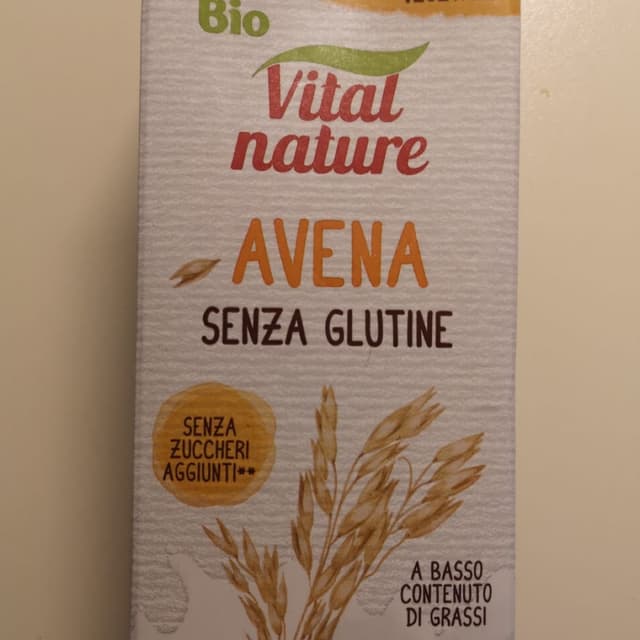 Bio
Vital
nature
AVENA
SENZA GLUTINE
SENZA
ZUCCHERI
AGGIUNTI**
A BASSO
CONTENUTO
DI GRASSI